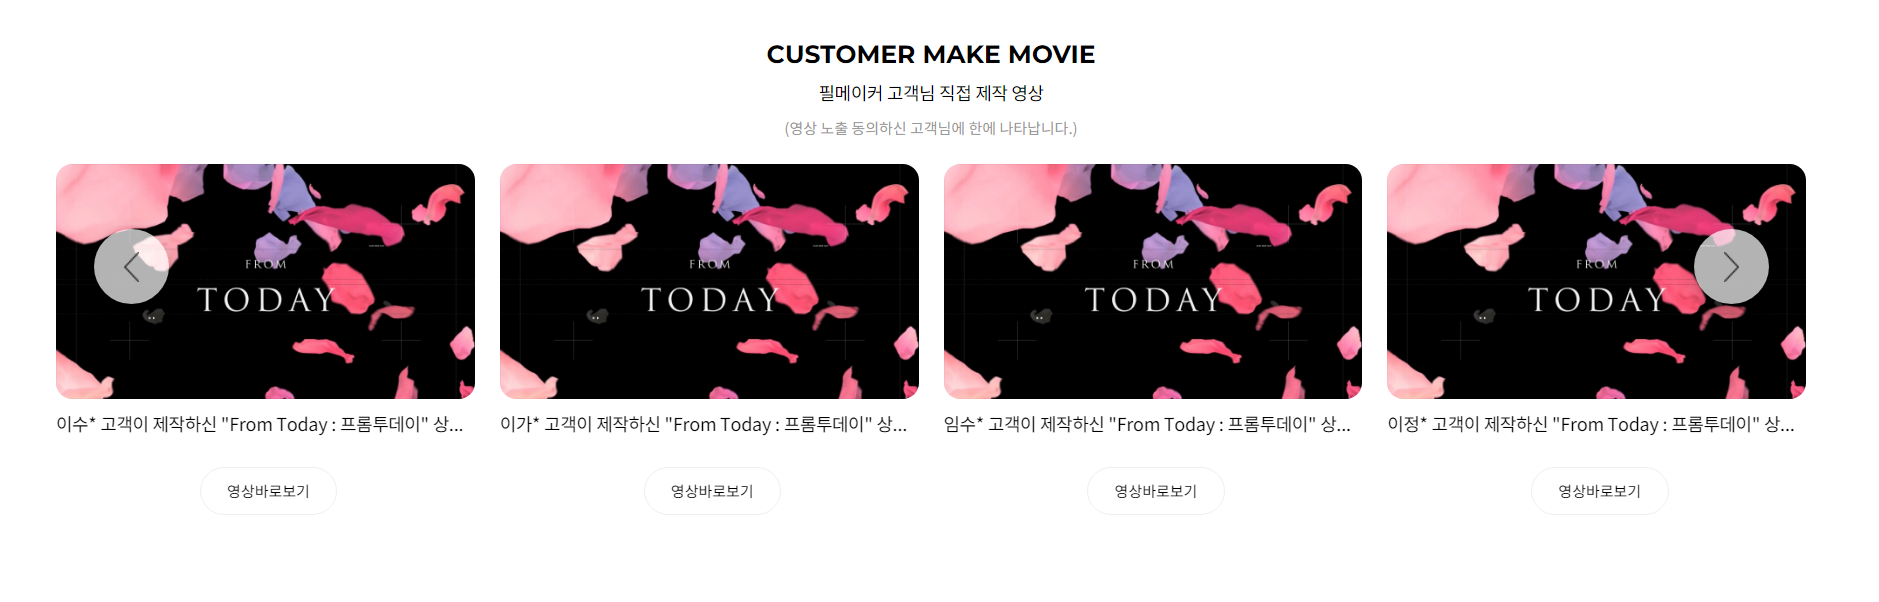 CUSTOMER MAKE MOVIE
필메이커 고객님 직접 제작 영상
(영상 노출 동의하신 고객님에 한에 나타납니다.)
FROM
TODAY
FROM
TODAY
FROM
TODAY
FROM
TODAY
이수* 고객이 제작하신 "From Today : 프롬투데이" 상...
이가* 고객이 제작하신 "From Today : 프롬투데이" 상...
임수* 고객이 제작하신 "From Today : 프롬투데이" 상...
이정* 고객이 제작하신 "From Today : 프롬투데이" 상...
영상바로보기
영상바로보기
영상바로보기
영상바로보기